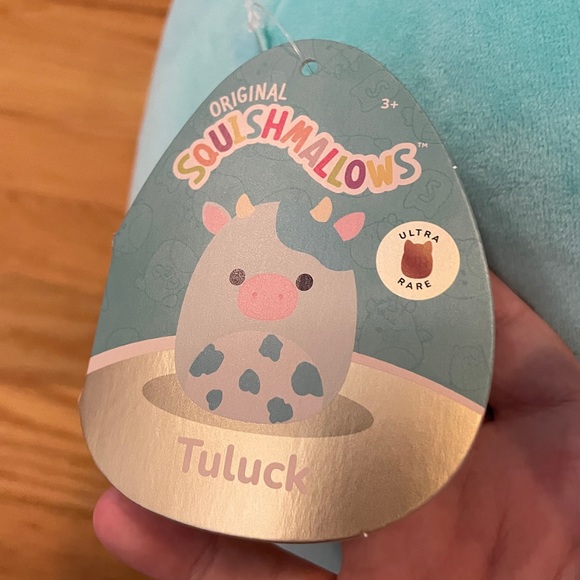 ORIGINAL
SQUISHMALLOWS™
3+
ULTRA
RARE
Tuluck